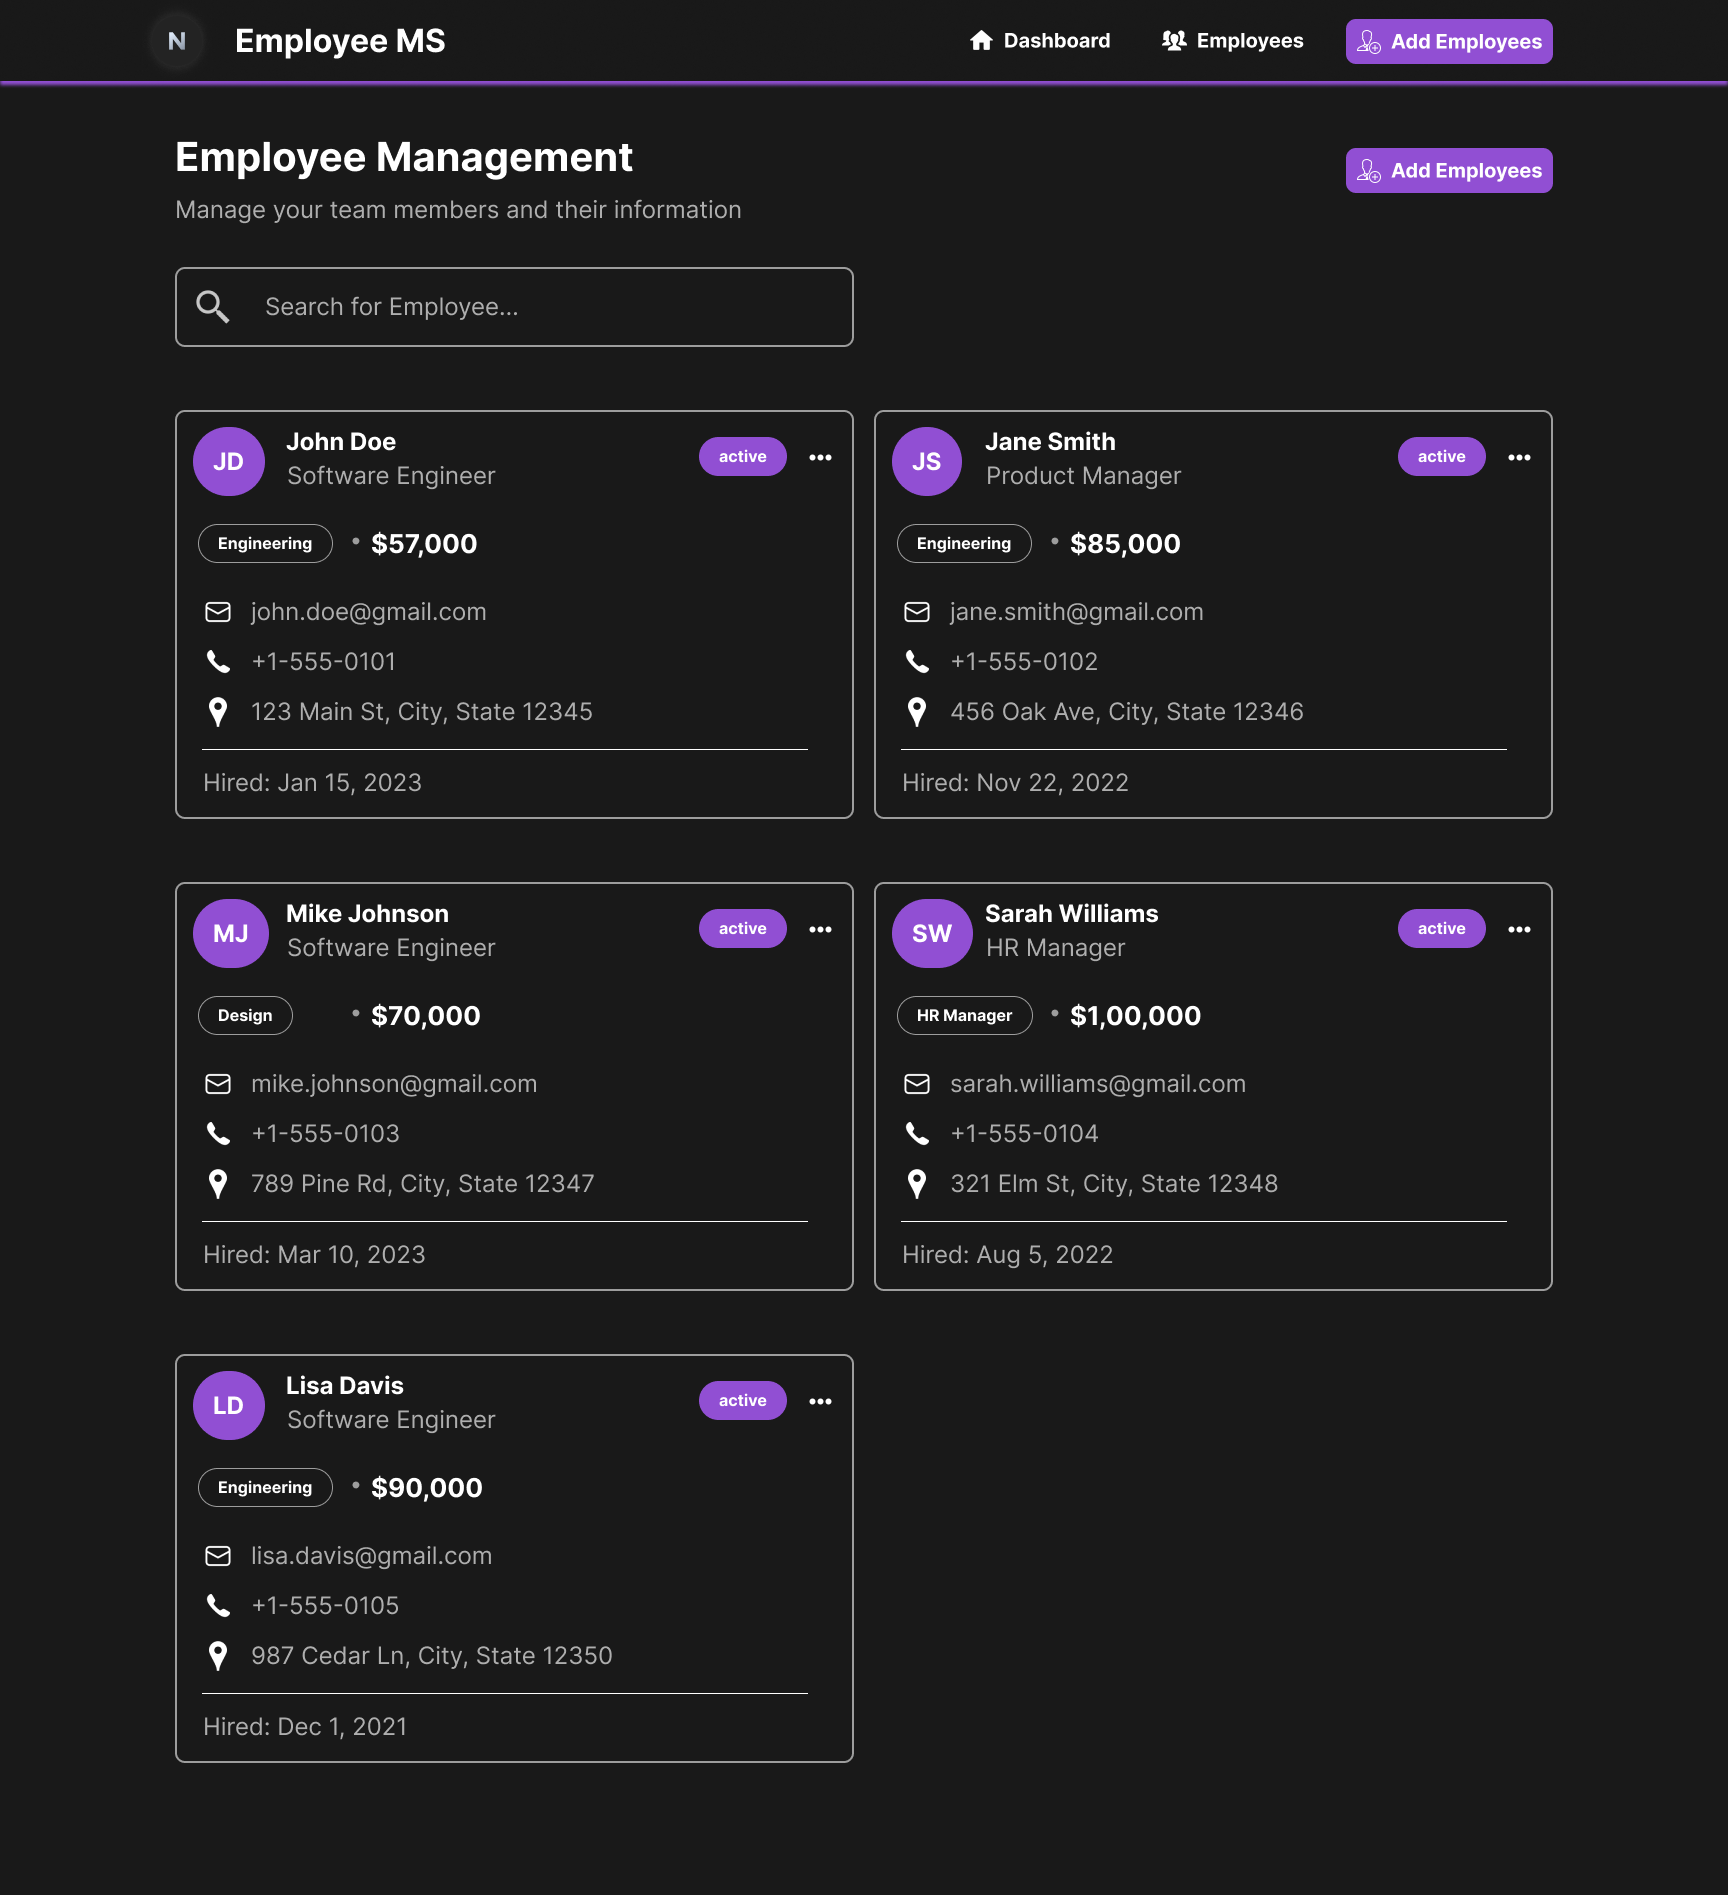 N Employee MS Dashboard Employees Add Employees
Employee Management
Add Employees
Manage your team members and their information
Search for Employee...
JD
John Doe
Software Engineer
active
Engineering • $57,000
john.doe@gmail.com
+1-555-0101
123 Main St, City, State 12345
Hired: Jan 15, 2023
JS
Jane Smith
Product Manager
active
Engineering • $85,000
jane.smith@gmail.com
+1-555-0102
456 Oak Ave, City, State 12346
Hired: Nov 22, 2022
MJ
Mike Johnson
Software Engineer
active
Design • $70,000
mike.johnson@gmail.com
+1-555-0103
789 Pine Rd, City, State 12347
Hired: Mar 10, 2023
SW
Sarah Williams
HR Manager
active
HR Manager • $1,00,000
sarah.williams@gmail.com
+1-555-0104
321 Elm St, City, State 12348
Hired: Aug 5, 2022
LD
Lisa Davis
Software Engineer
active
Engineering • $90,000
lisa.davis@gmail.com
+1-555-0105
987 Cedar Ln, City, State 12350
Hired: Dec 1, 2021